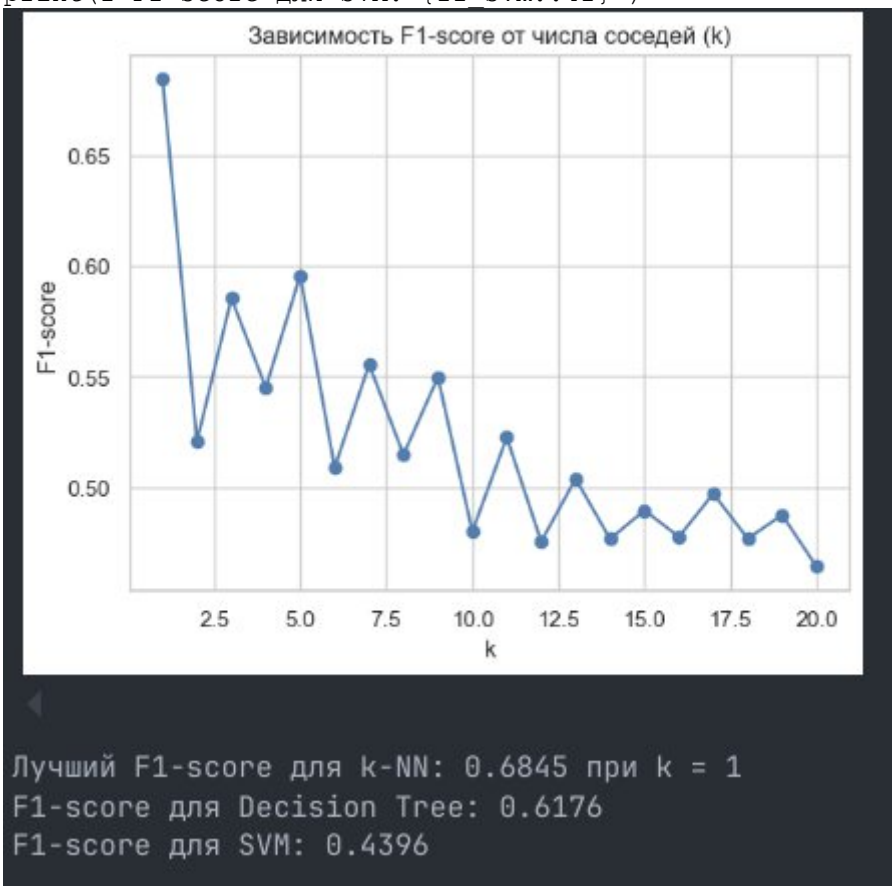 Зависимость F1-score от числа соседей (k)
0.65
0.60
0.55
0.50
F1-score
2.5 5.0 7.5 10.0 12.5 15.0 17.5 20.0
k
Лучший F1-score для k-NN: 0.6845 при k = 1
F1-score для Decision Tree: 0.6176
F1-score для SVM: 0.4396